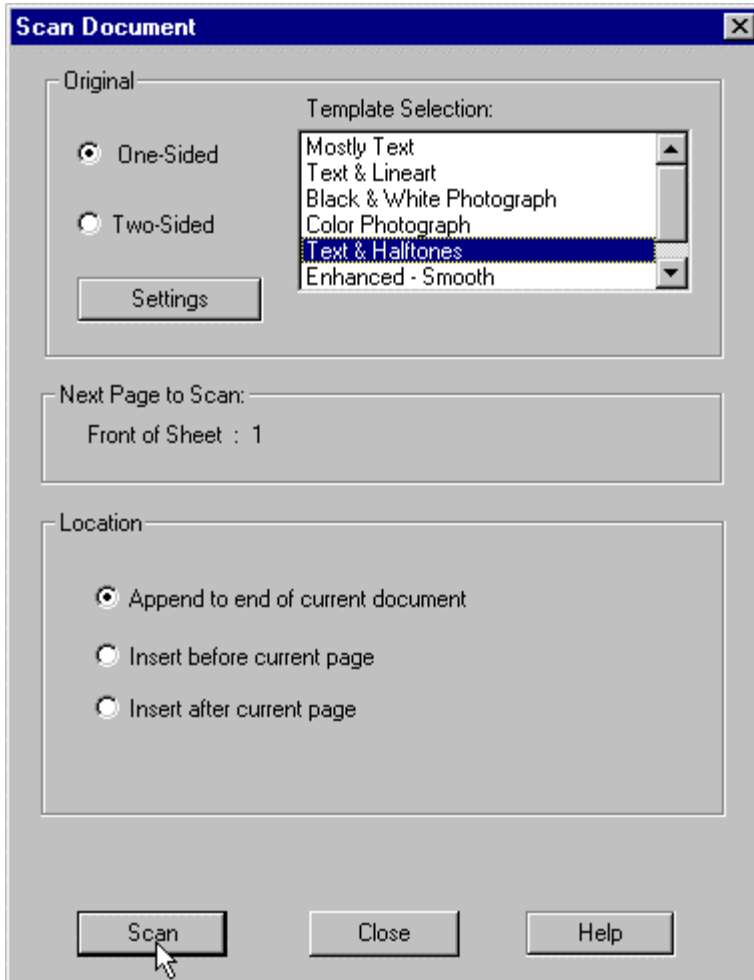 Scan Document
Original
Template Selection:
One-Sided
Two-Sided
Settings
Mostly Text
Text & Lineart
Black & White Photograph
Color Photograph
Text & Halftones
Enhanced - Smooth
Next Page to Scan:
Front of Sheet : 1
Location
Append to end of current document
Insert before current page
Insert after current page
Scan Close Help